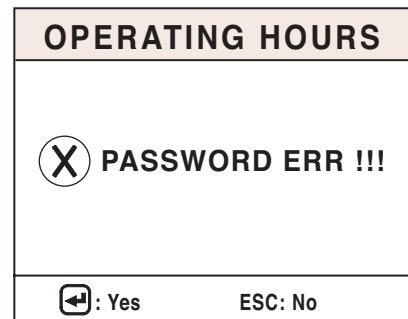 OPERATING HOURS
X PASSWORD ERR !!!
: Yes ESC: No